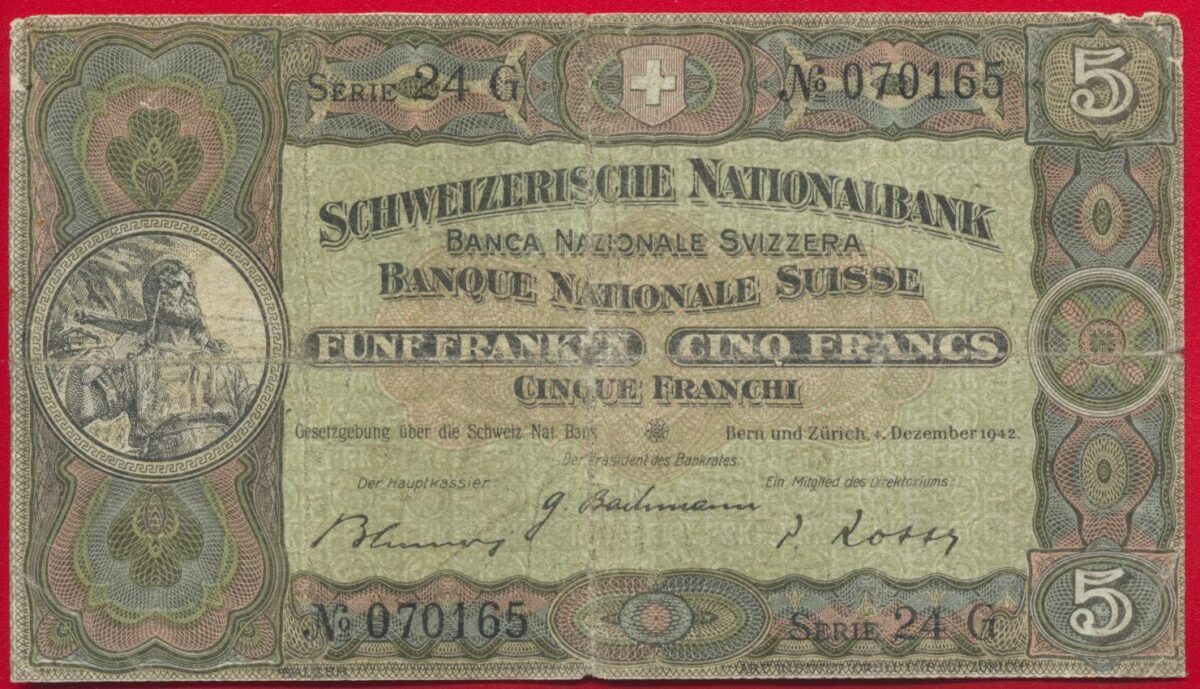 SERIE 24 G
№ 070165
5
SCHWEIZERISCHE NATIONALBANK
BANCA NAZIONALE SVIZZERA
BANQUE NATIONALE SUISSE
FÜNF FRANKEN
CINQ FRANCS
CINQUE FRANCHI
Gesetzgebung über die Schweiz. Nat. Bank
Bern und Zürich, 4. Dezember 1942.
Der Präsident des Bankrates:
Der Hauptkassier:
Ein Mitglied des Direktoriums:
G. Bachmann
P. Rossy
№ 070165
SERIE 24 G
5